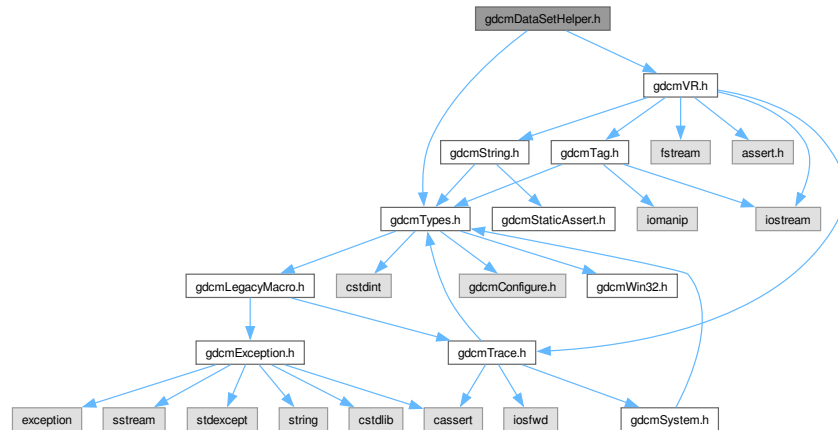 gdcmDataSetHelper.h
gdcmVR.h
gdcmString.h
gdcmTag.h
fstream
assert.h
gdcmTypes.h
gdcmStaticAssert.h
iomanip
iostream
gdcmLegacyMacro.h
cstdint
gdcmConfigure.h
gdcmWin32.h
gdcmException.h
gdcmTrace.h
exception
sstream
stdexcept
string
cstdlib
cassert
iosfwd
gdcmSystem.h